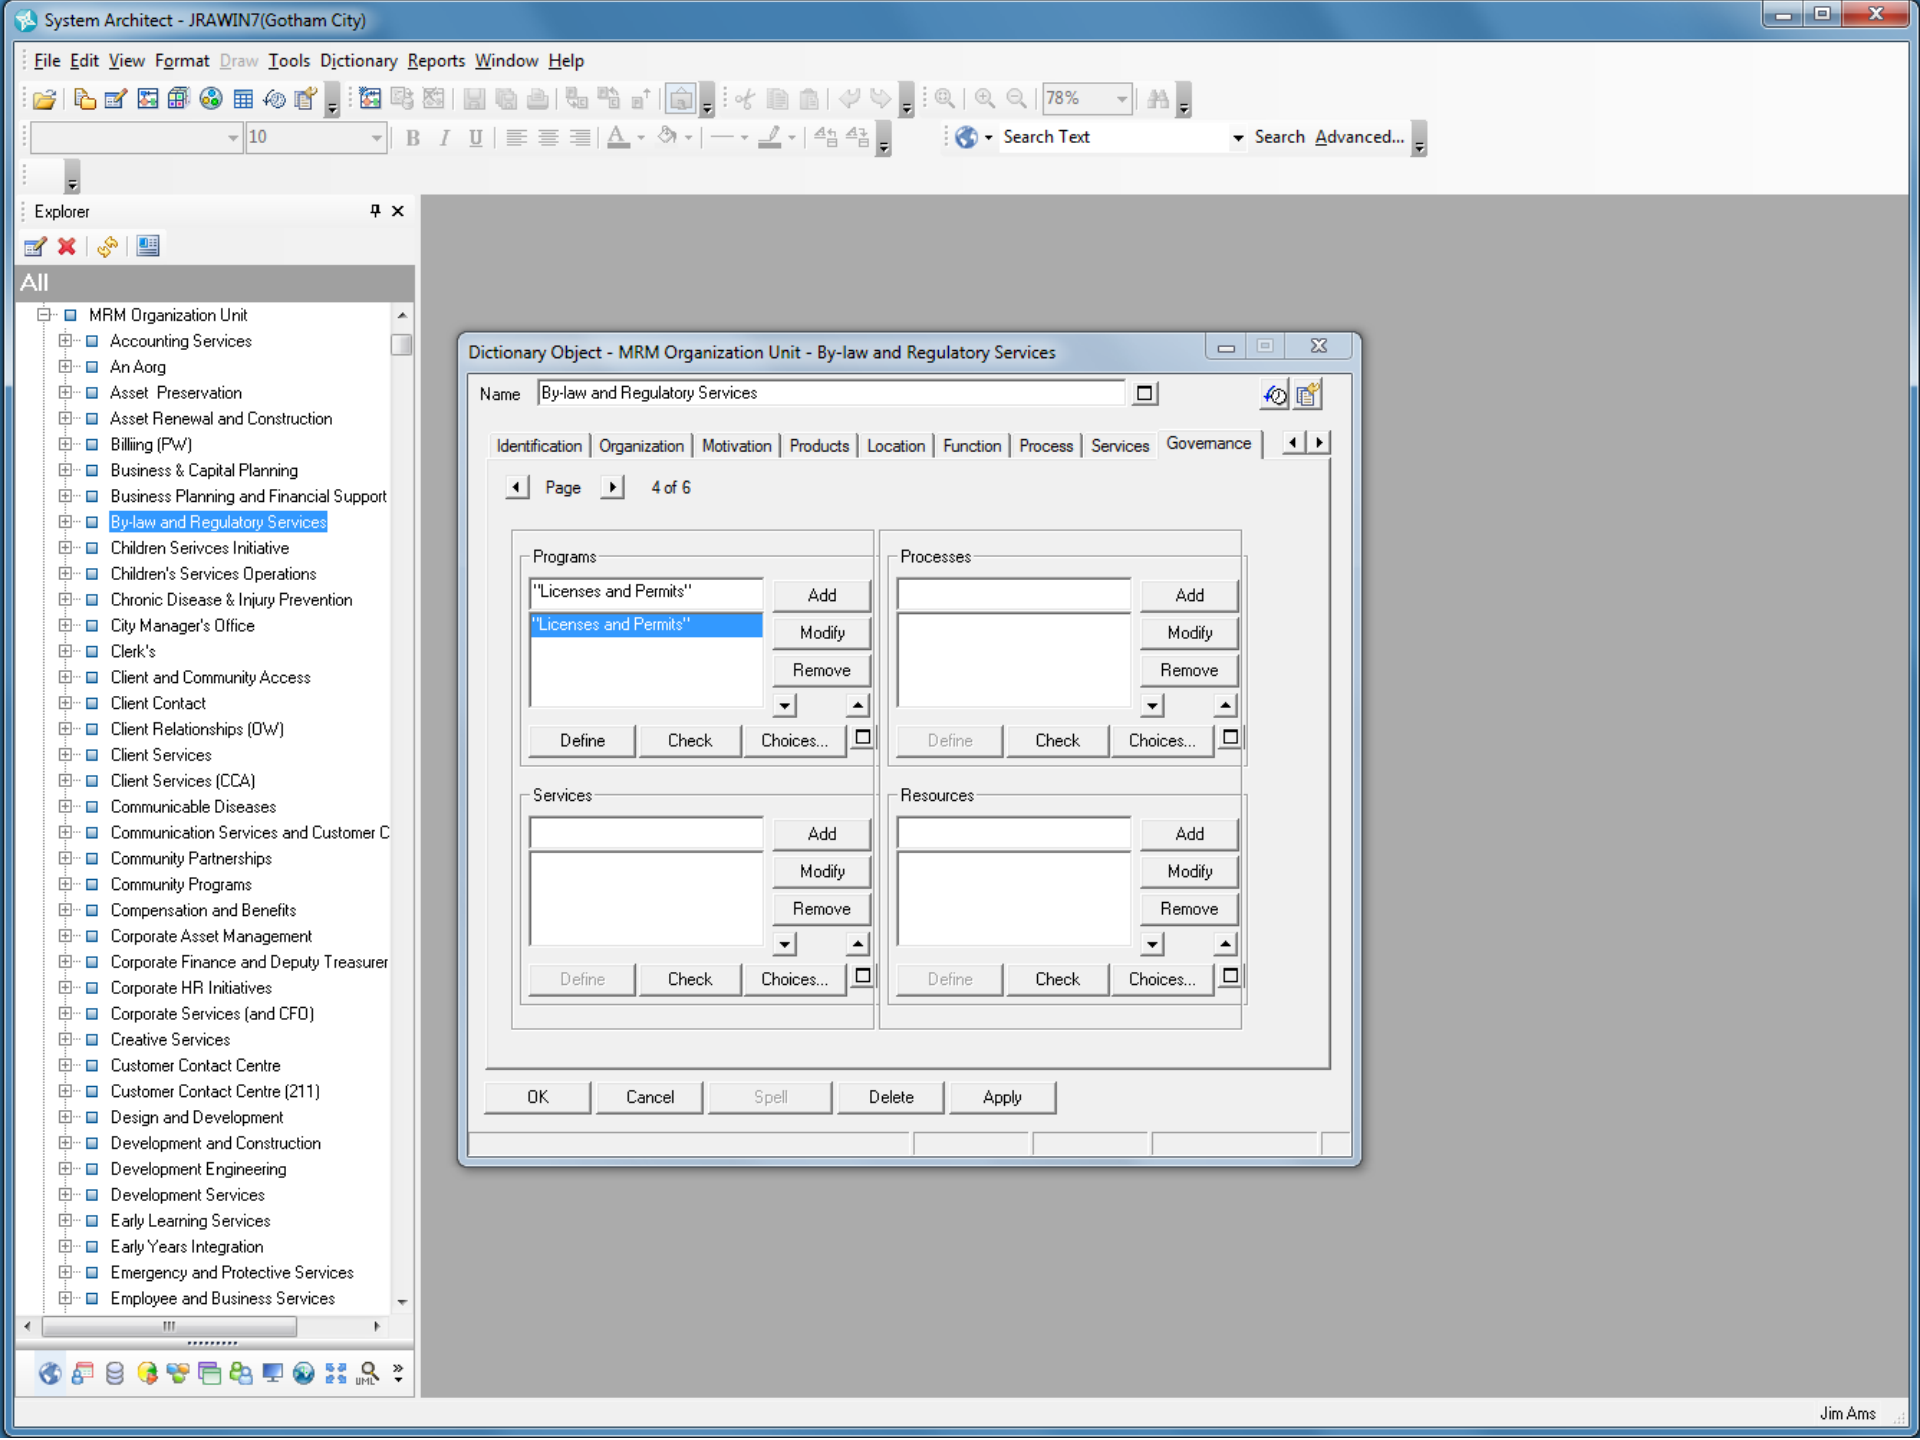 System Architect - JRAWIN7(Gotham City)
File Edit View Format Draw Tools Dictionary Reports Window Help
78%
10
B I U
A
Search Text
Search Advanced...
Explorer
All
MRM Organization Unit
Accounting Services
An Aorg
Asset Preservation
Asset Renewal and Construction
Billiing (PW)
Business & Capital Planning
Business Planning and Financial Support
By-law and Regulatory Services
Children Serivces Initiative
Children's Services Operations
Chronic Disease & Injury Prevention
City Manager's Office
Clerk's
Client and Community Access
Client Contact
Client Relationships (OW)
Client Services
Client Services (CCA)
Communicable Diseases
Communication Services and Customer C
Community Partnerships
Community Programs
Compensation and Benefits
Corporate Asset Management
Corporate Finance and Deputy Treasurer
Corporate HR Initiatives
Corporate Services (and CFO)
Creative Services
Customer Contact Centre
Customer Contact Centre (211)
Design and Development
Development and Construction
Development Engineering
Development Services
Early Learning Services
Early Years Integration
Emergency and Protective Services
Employee and Business Services
UML
Dictionary Object - MRM Organization Unit - By-law and Regulatory Services
Name By-law and Regulatory Services
Identification Organization Motivation Products Location Function Process Services Governance
Page 4 of 6
Programs
"Licenses and Permits"
"Licenses and Permits"
Add
Modify
Remove
Define Check Choices...
Processes
Add
Modify
Remove
Define Check Choices...
Services
Add
Modify
Remove
Define Check Choices...
Resources
Add
Modify
Remove
Define Check Choices...
OK Cancel Spell Delete Apply
Jim Ams